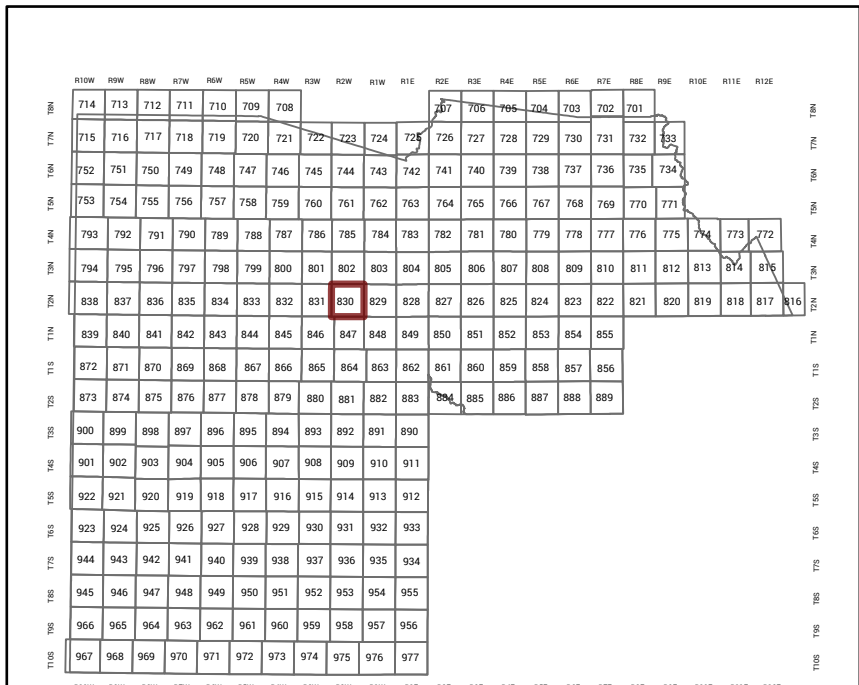 R10W R9W R8W R7W R6W R5W R4W R3W R2W R1W R1E R2E R3E R4E R5E R6E R7E R8E R9E R10E R11E R12E
T8N 714 713 712 711 710 709 708 707 706 705 704 703 702 701 T8N
T7N 715 716 717 718 719 720 721 722 723 724 725 726 727 728 729 730 731 732 733 T7N
T6N 752 751 750 749 748 747 746 745 744 743 742 741 740 739 738 737 736 735 734 T6N
T5N 753 754 755 756 757 758 759 760 761 762 763 764 765 766 767 768 769 770 771 T5N
T4N 793 792 791 790 789 788 787 786 785 784 783 782 781 780 779 778 777 776 775 774 773 772 T4N
T3N 794 795 796 797 798 799 800 801 802 803 804 805 806 807 808 809 810 811 812 813 814 815 T3N
T2N 838 837 836 835 834 833 832 831 830 829 828 827 826 825 824 823 822 821 820 819 818 817 816 T2N
T1N 839 840 841 842 843 844 845 846 847 848 849 850 851 852 853 854 855 T1N
T1S 872 871 870 869 868 867 866 865 864 863 862 861 860 859 858 857 856 T1S
T2S 873 874 875 876 877 878 879 880 881 882 883 884 885 886 887 888 889 T2S
T3S 900 899 898 897 896 895 894 893 892 891 890 T3S
T4S 901 902 903 904 905 906 907 908 909 910 911 T4S
T5S 922 921 920 919 918 917 916 915 914 913 912 T5S
T6S 923 924 925 926 927 928 929 930 931 932 933 T6S
T7S 944 943 942 941 940 939 938 937 936 935 934 T7S
T8S 945 946 947 948 949 950 951 952 953 954 955 T8S
T9S 966 965 964 963 962 961 960 959 958 957 956 T9S
T10S 967 968 969 970 971 972 973 974 975 976 977 T10S